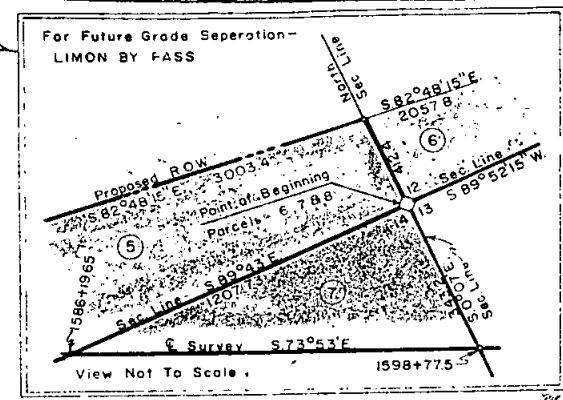 For Future Grade Seperation-
LIMON BY PASS
North
Sec Line
S.82°48'15"E.
2057.8
6
Proposed ROW
S.82°48'15"E.
3003.4'
412.4
Sec. Line
S 89°52'15" W.
Point of Beginning
Parcels 6, 7 & 8
12
14
13
5
Sec Line
S.89°43'E.
1207.73
7
S.0°07'E
Sec Line
1586+1965
℄ Survey S.73°53'E.
View Not To Scale.
1598+77.5